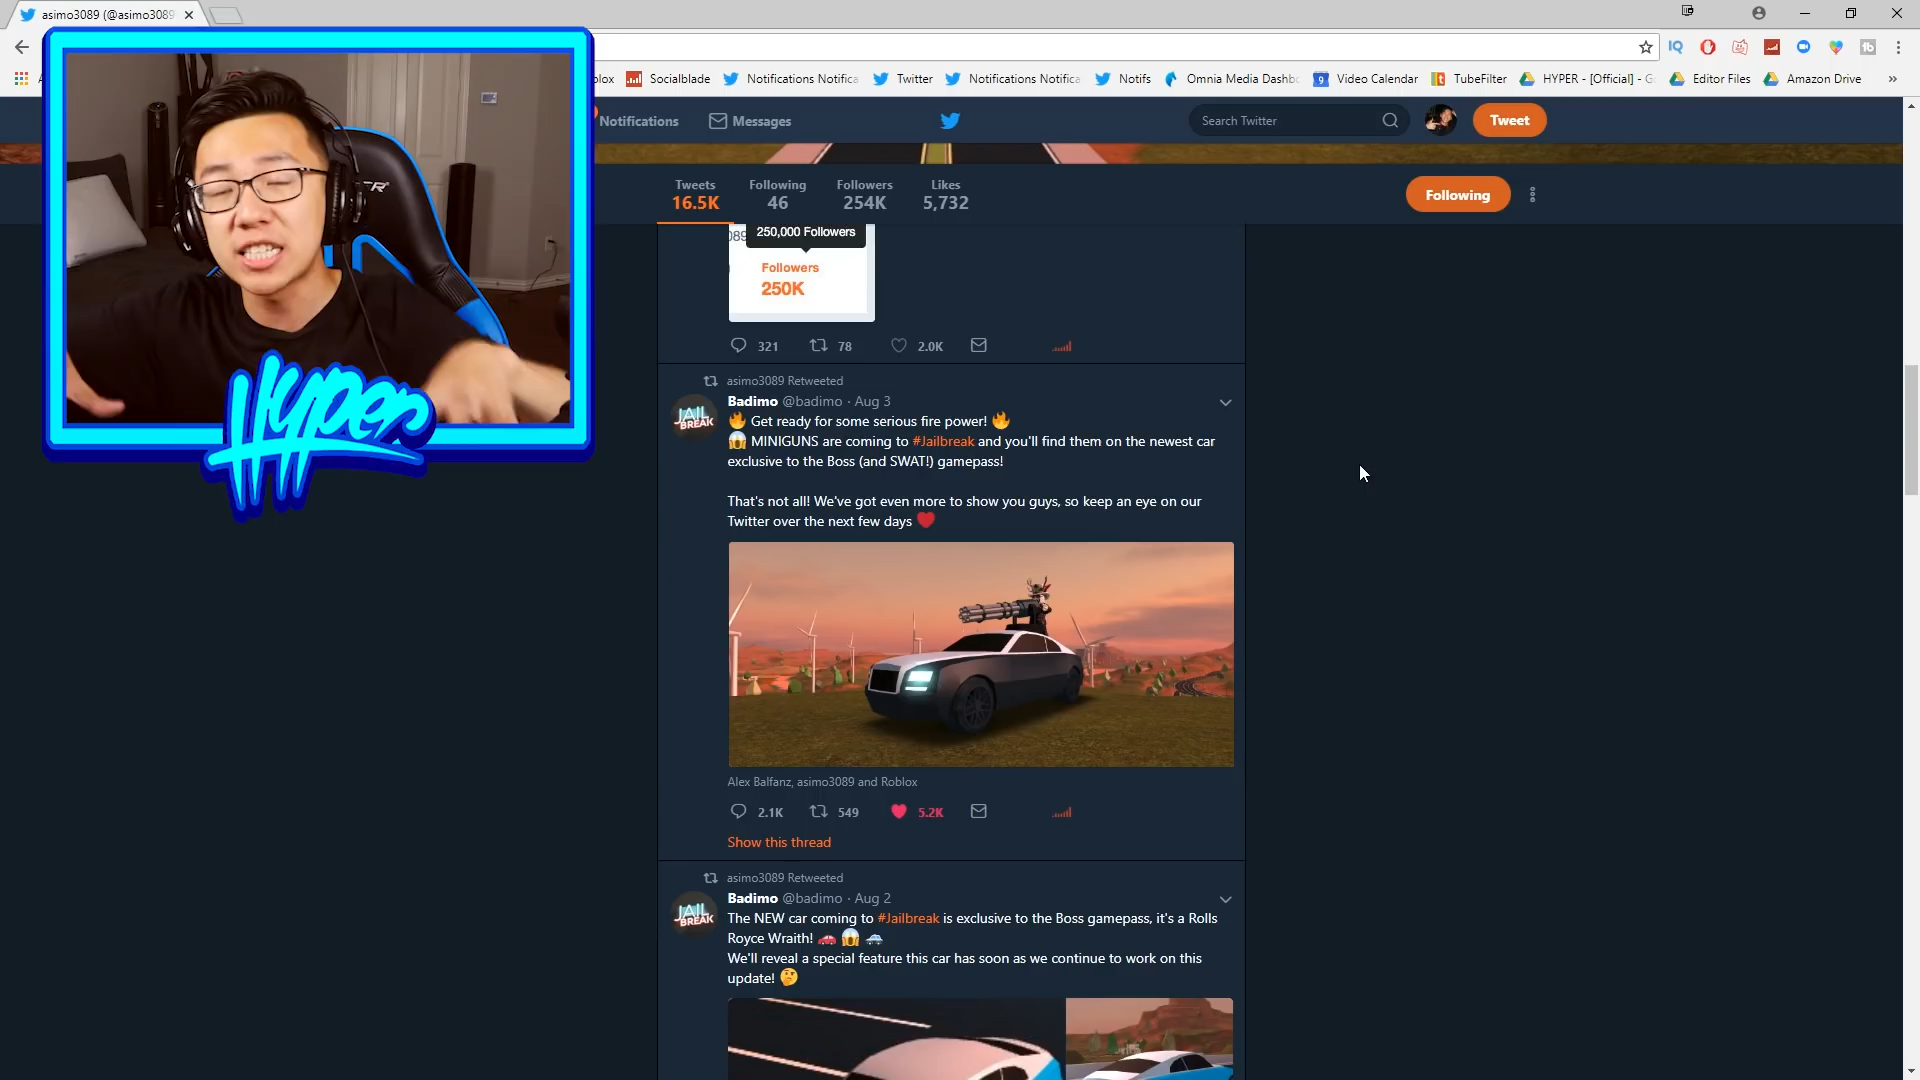 asimo3089 (@asimo3089
lox
Socialblade
Notifications Notifica
Twitter
Notifications Notifica
Notifs
Omnia Media Dashb
Video Calendar
TubeFilter
HYPER - [Official] - G
Editor Files
Amazon Drive
»
Notifications
Messages
Search Twitter
Tweet
Tweets
16.5K
Following
46
Followers
254K
Likes
5,732
Following
089
250,000 Followers
Followers
250K
321
78
2.0K
asimo3089 Retweeted
Badimo @badimo · Aug 3
🔥 Get ready for some serious fire power! 🔥
😱 MINIGUNS are coming to #Jailbreak and you'll find them on the newest car
exclusive to the Boss (and SWAT!) gamepass!
That's not all! We've got even more to show you guys, so keep an eye on our
Twitter over the next few days ❤️
Alex Balfanz, asimo3089 and Roblox
2.1K
549
5.2K
Show this thread
asimo3089 Retweeted
JAIL
BREAK
Badimo @badimo · Aug 2
The NEW car coming to #Jailbreak is exclusive to the Boss gamepass, it's a Rolls
Royce Wraith! 🚗 😱 🚙
We'll reveal a special feature this car has soon as we continue to work on this
update! 🤔
JAIL
BREAK
Hyper